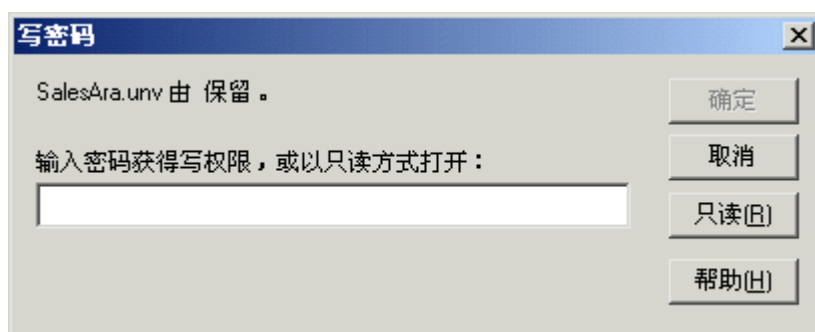 写密码
SalesAra.unv 由 保留。
确定
输入密码获得写权限，或以只读方式打开：
取消
只读(R)
帮助(H)